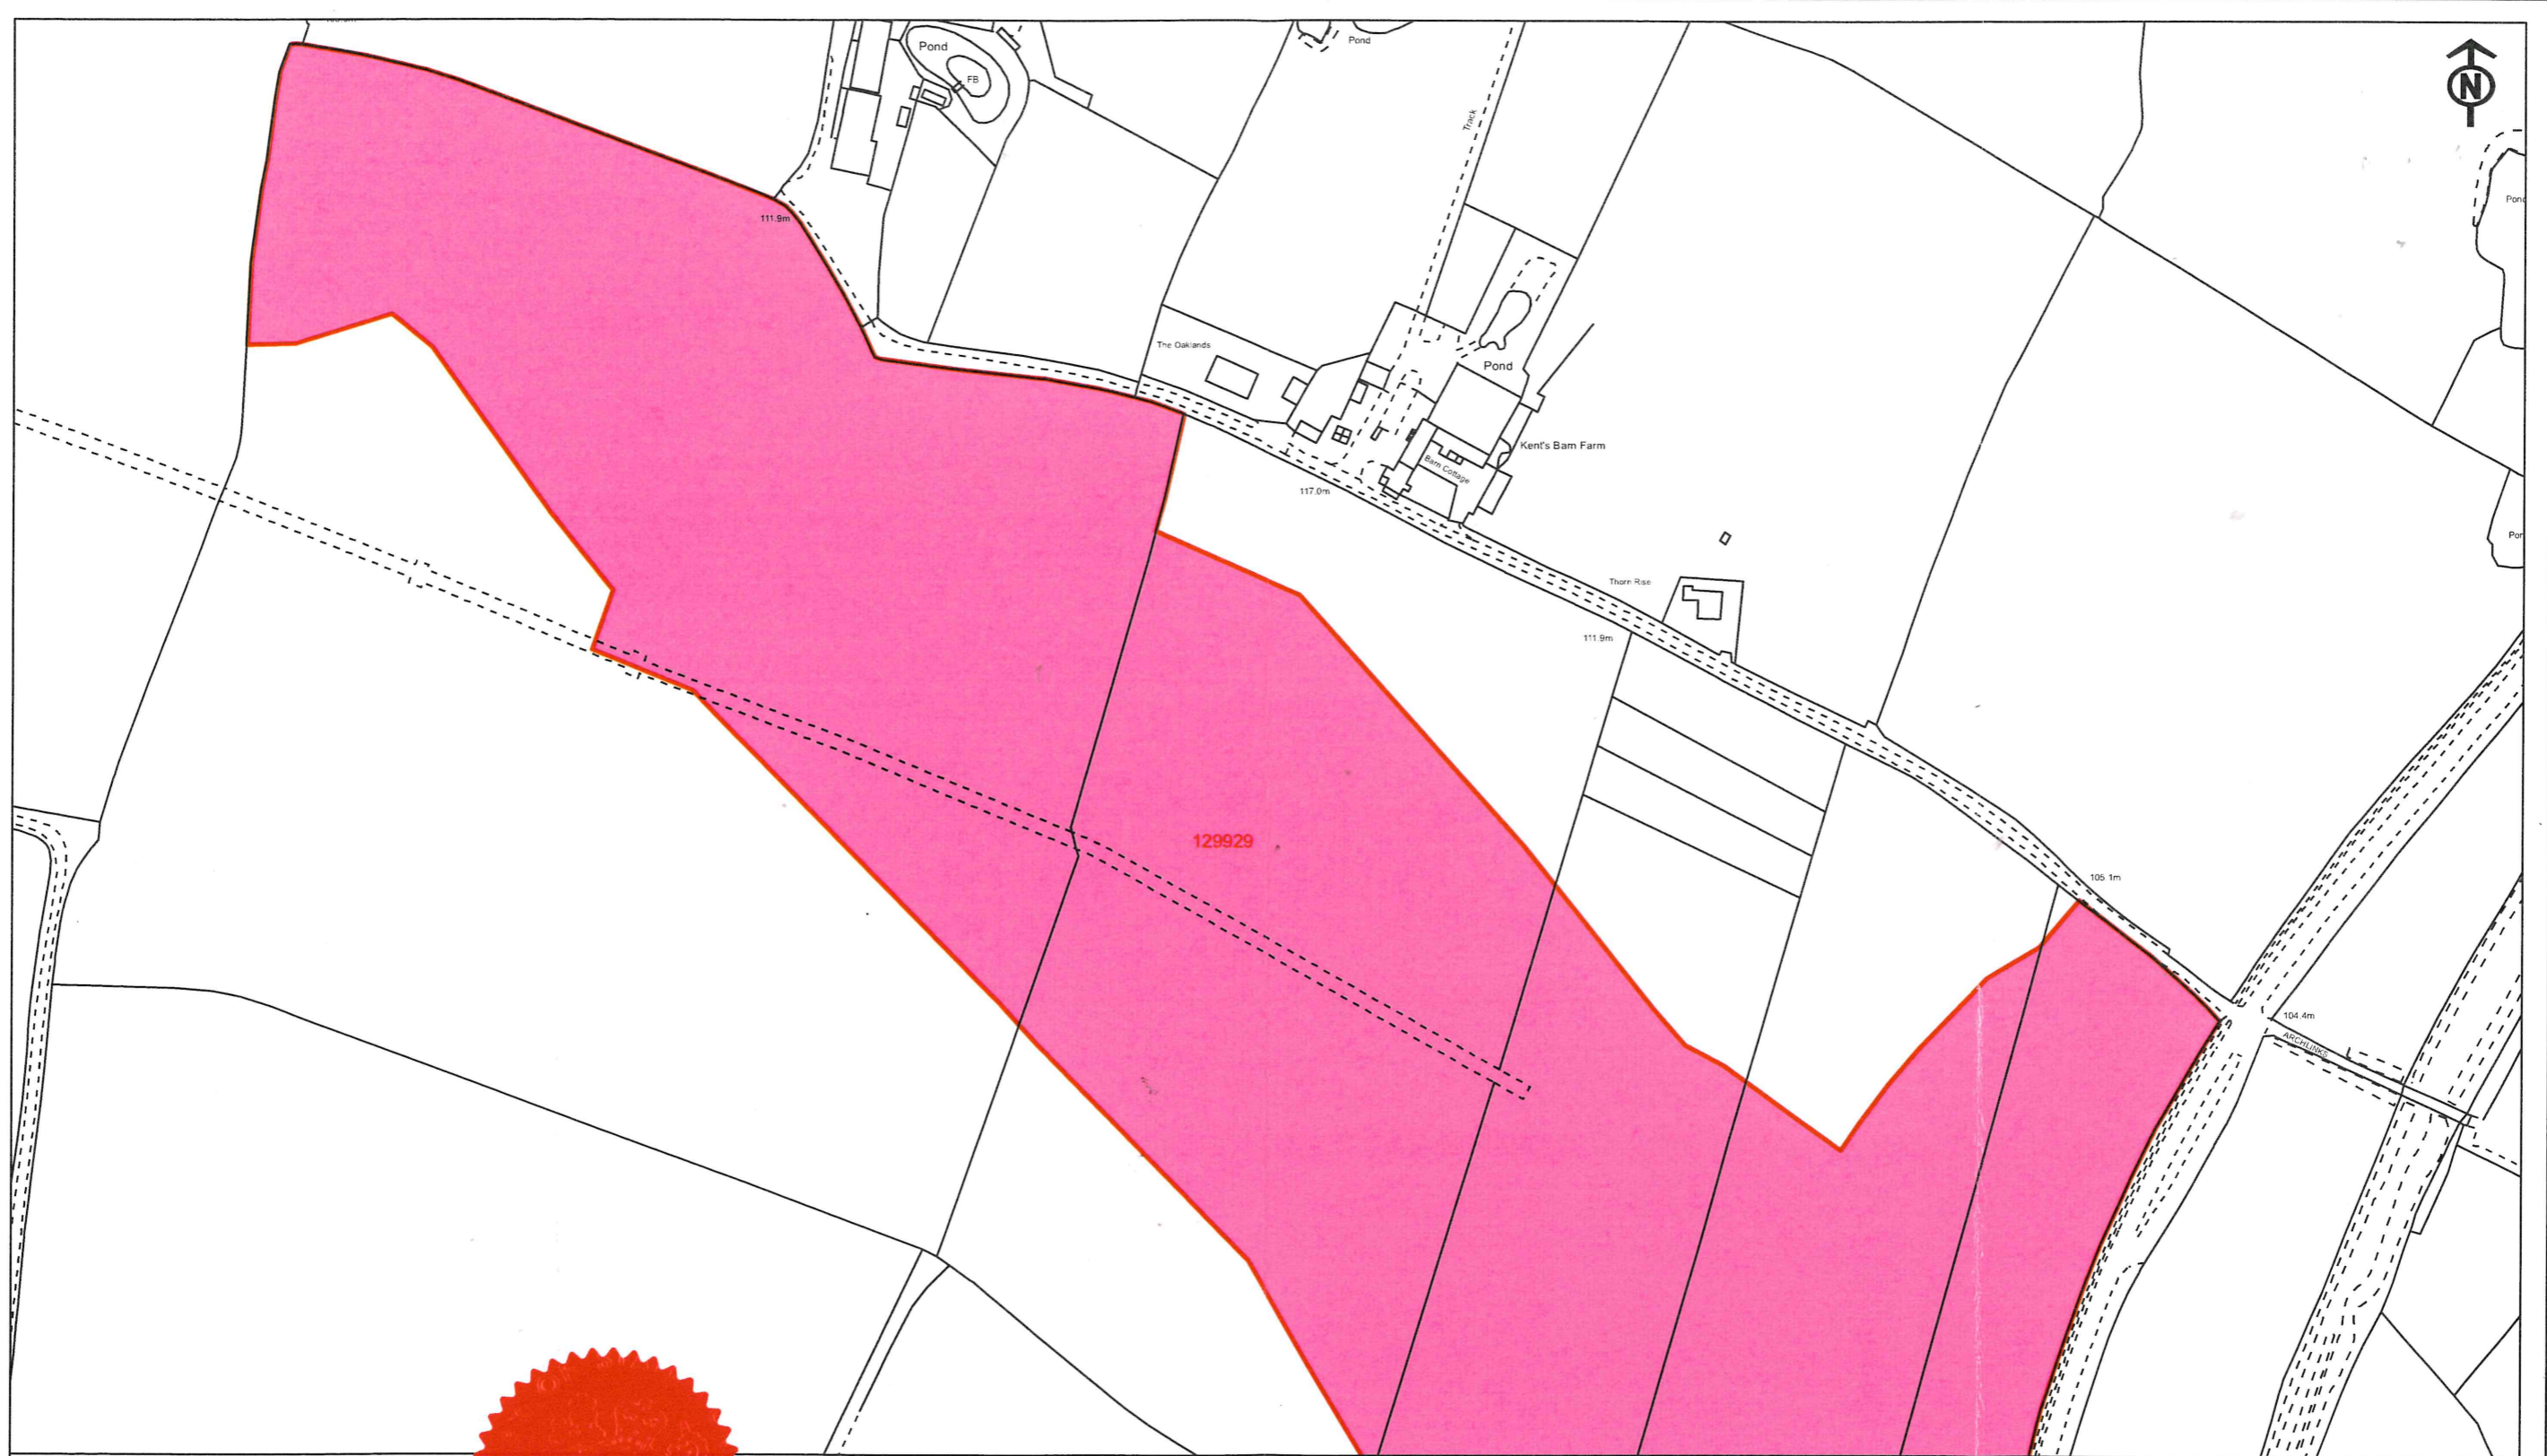 Pond
FB
Pond
N
Track
Pond
111.9m
The Oaklands
Pond
Kent's Barn Farm
Barn Cottage
117.0m
Thorn Rise
111.9m
129929
105.1m
104.4m
ARCHLINKS